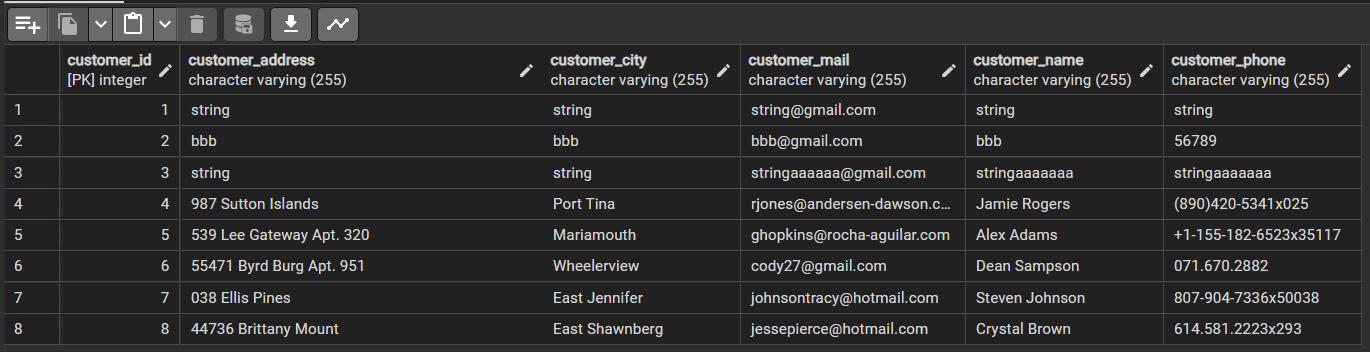 customer_id customer_address customer_city customer_mail customer_name customer_phone
[PK] integer character varying (255) character varying (255) character varying (255) character varying (255) character varying (255)
1 1 string string string@gmail.com string string
2 2 bbb bbb bbb@gmail.com bbb 56789
3 3 string string stringaaaaaa@gmail.com stringaaaaaaa stringaaaaaaa
4 4 987 Sutton Islands Port Tina rjones@andersen-dawson.c... Jamie Rogers (890)420-5341x025
5 5 539 Lee Gateway Apt. 320 Mariamouth ghopkins@rocha-aguilar.com Alex Adams +1-155-182-6523x35117
6 6 55471 Byrd Burg Apt. 951 Wheelerview cody27@gmail.com Dean Sampson 071.670.2882
7 7 038 Ellis Pines East Jennifer johnsontracy@hotmail.com Steven Johnson 807-904-7336x50038
8 8 44736 Brittany Mount East Shawnberg jessepierce@hotmail.com Crystal Brown 614.581.2223x293